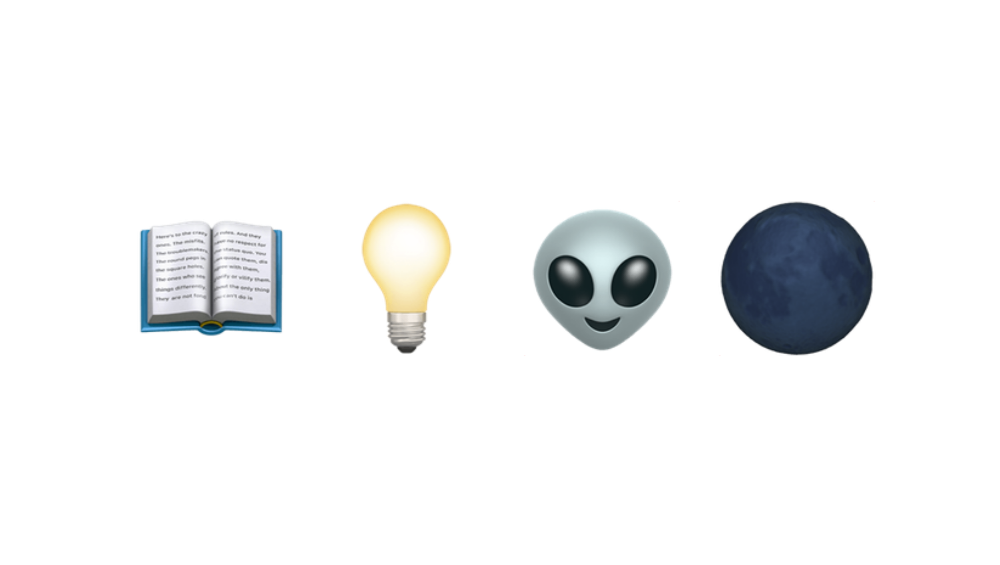 Here's to the crazy
ones. The misfits.
The troublemakers.
The round pegs in
the square holes.
The ones who see
things differently.
They are not fond
of rules. And they
have no respect for
the status quo. You
can quote them, dis
agree with them,
glorify or vilify them.
about the only thing
you can't do is